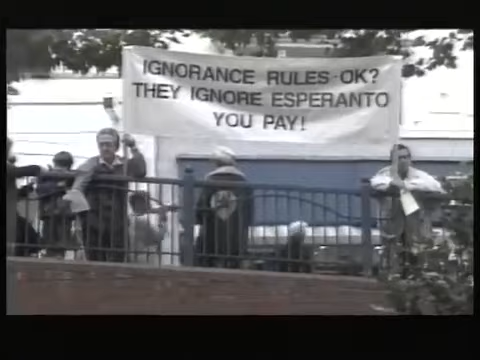 IGNORANCE RULES OK?
THEY IGNORE ESPERANTO
YOU PAY!